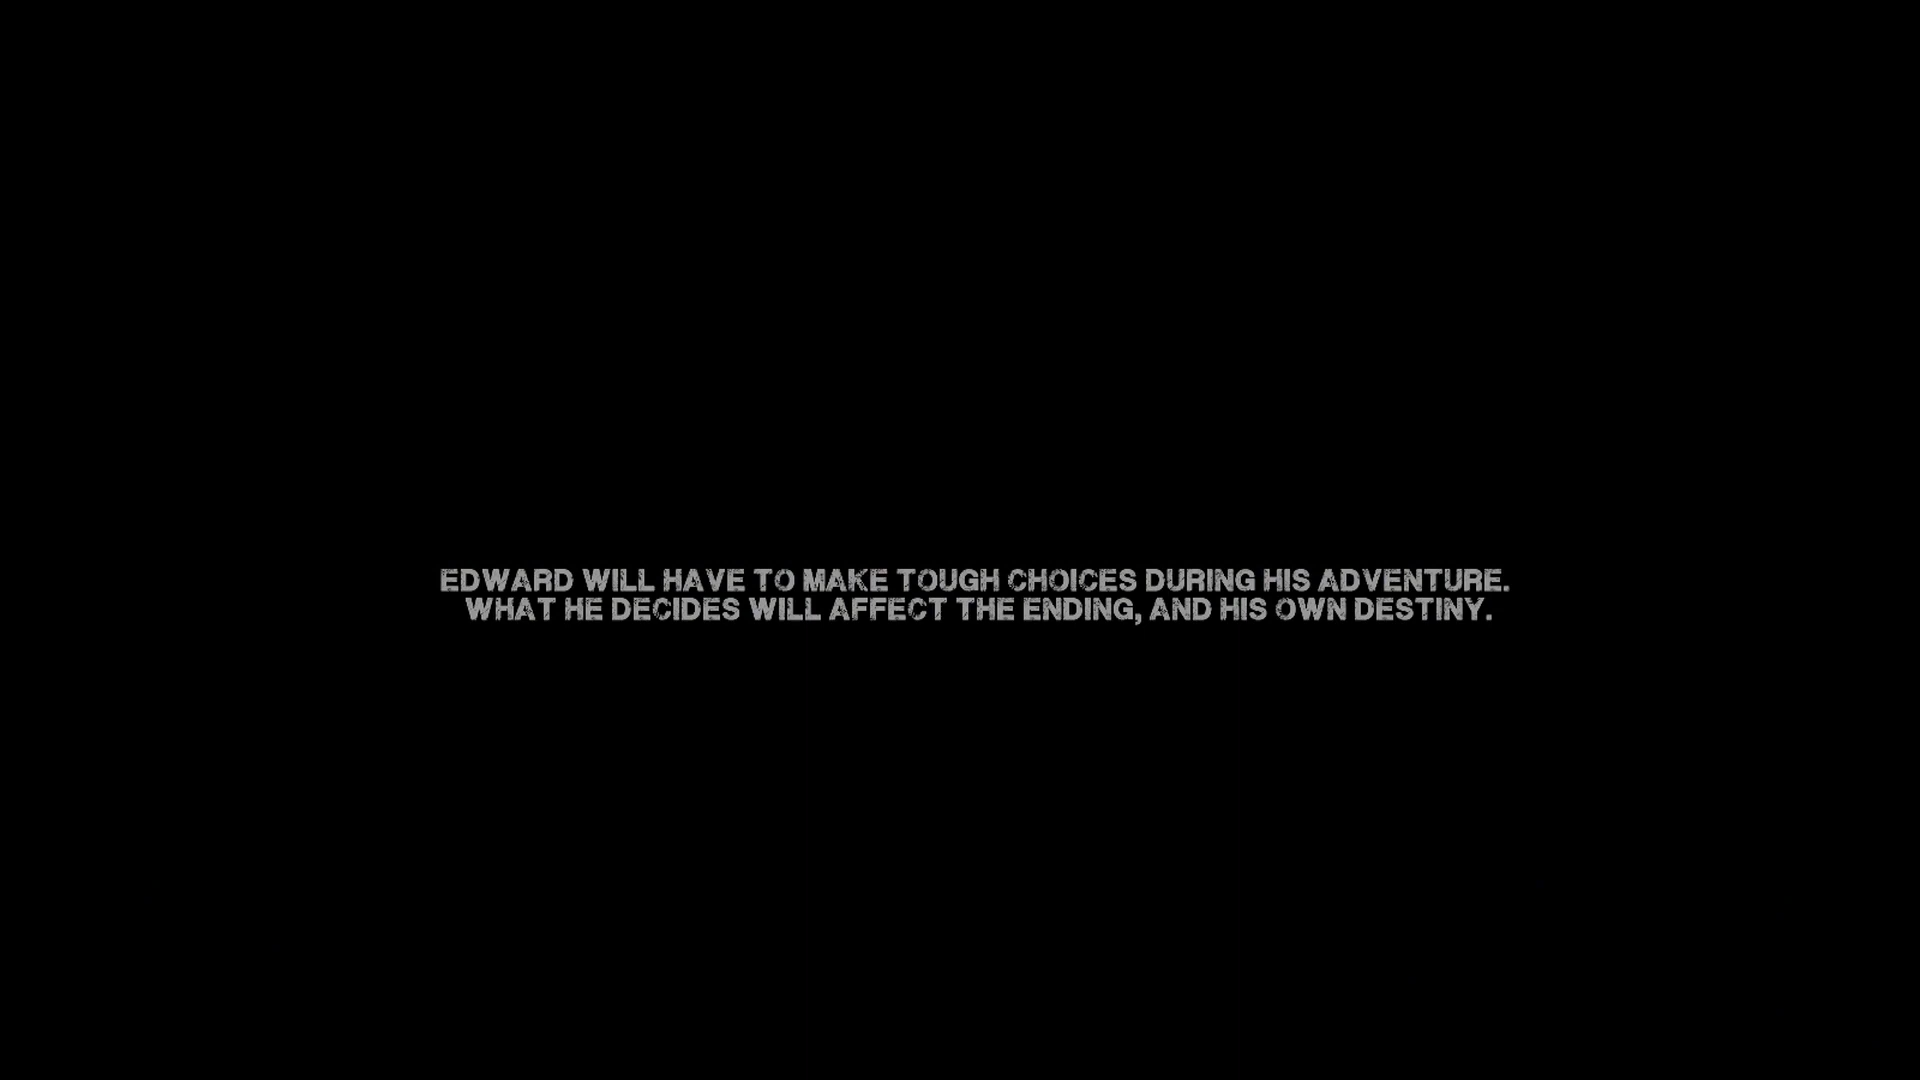 EDWARD WILL HAVE TO MAKE TOUGH CHOICES DURING HIS ADVENTURE.
WHAT HE DECIDES WILL AFFECT THE ENDING, AND HIS OWN DESTINY.